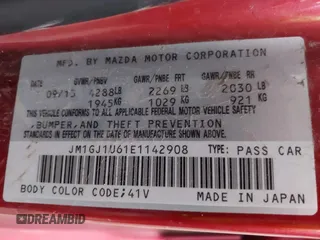 MFD. BY MAZDA MOTOR CORPORATION
GVWR/PNBV GAWR/PNBE FRT GAWR/PNBE RR
4288 LB 2269 LB 2030 LB
1945 KG 1029 KG 921 KG
THIS VEHICLE CONFORMS TO ALL APPLICABLE FEDERAL MOTOR VEHICLE SAFETY,
BUMPER, AND THEFT PREVENTION
STANDARDS IN EFFECT ON THE DATE OF MANUFACTURE SHOWN ABOVE.
JM1GJ1U61E1142908 TYPE: PASS CAR
BODY COLOR CODE;41V MADE IN JAPAN
DREAMBID